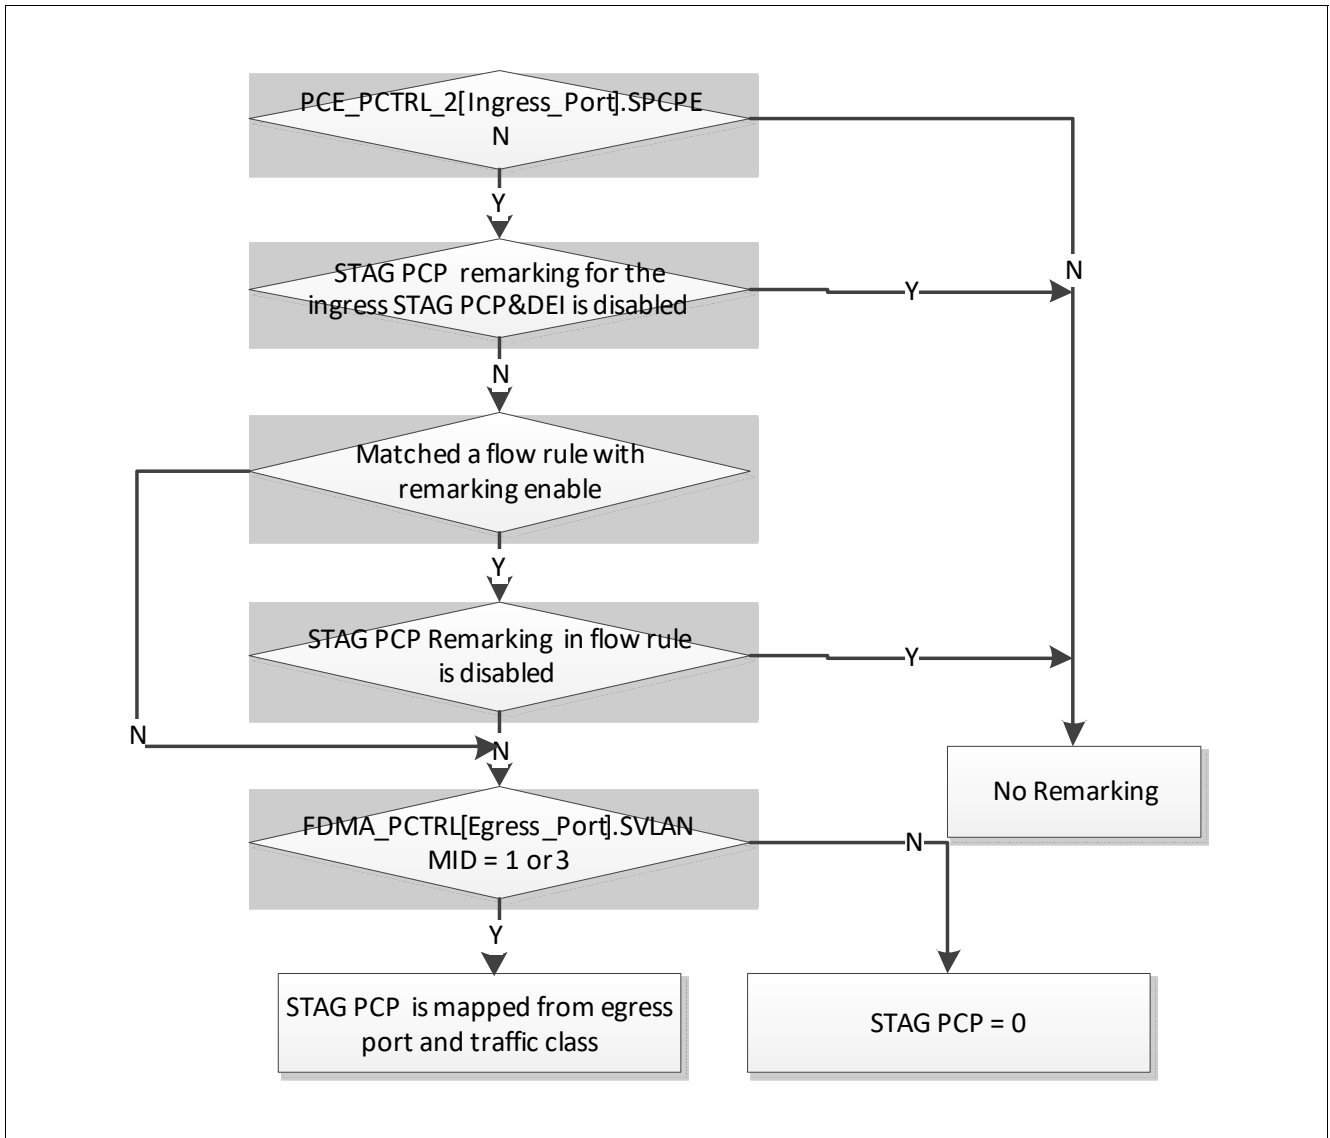 PCE_PCTRL_2[Ingress_Port].SPCPE
N
Y
N
STAG PCP remarking for the
ingress STAG PCP&DEI is disabled
Y
N
Matched a flow rule with
remarking enable
Y
STAG PCP Remarking in flow rule
is disabled
Y
N
N
No Remarking
FDMA_PCTRL[Egress_Port].SVLAN
MID = 1 or 3
N
Y
STAG PCP is mapped from egress
port and traffic class
STAG PCP = 0